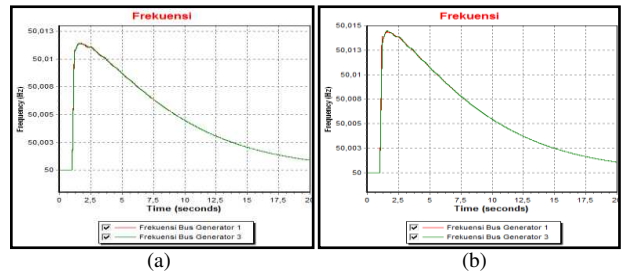 Frekuensi
50,013
50,01
50,008
50,005
50,003
50
Frequency (Hz)
0 2,5 5 7,5 10 12,5 15 17,5 20
Time (seconds)
Frekuensi Bus Generator 1
Frekuensi Bus Generator 3
(a)
Frekuensi
50,015
50,013
50,01
50,008
50,005
50,003
50
Frequency (Hz)
0 2,5 5 7,5 10 12,5 15 17,5 20
Time (seconds)
Frekuensi Bus Generator 1
Frekuensi Bus Generator 3
(b)